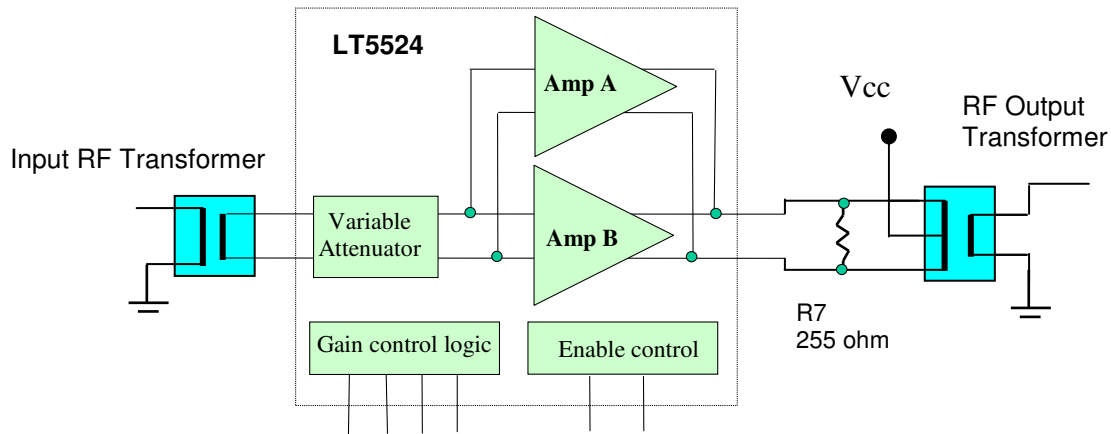 LT5524
Amp A
Vcc
RF Output
Transformer
Input RF Transformer
Variable
Attenuator
Amp B
R7
255 ohm
Gain control logic
Enable control